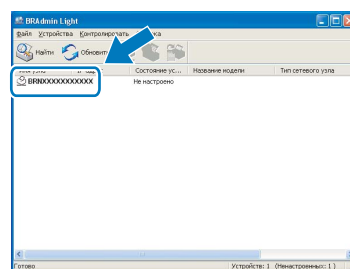 BRAdmin Light
Файл Устройства Контролировать
Найти Обновить
Состояние ус... Название модели Тип сетевого узла
BRNXXXXXXXXXXX Не настроено
Готово Устройств: 1 (Ненастроенных: 1)